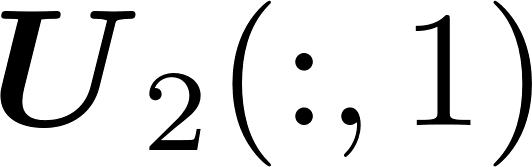 U₂(:, 1)